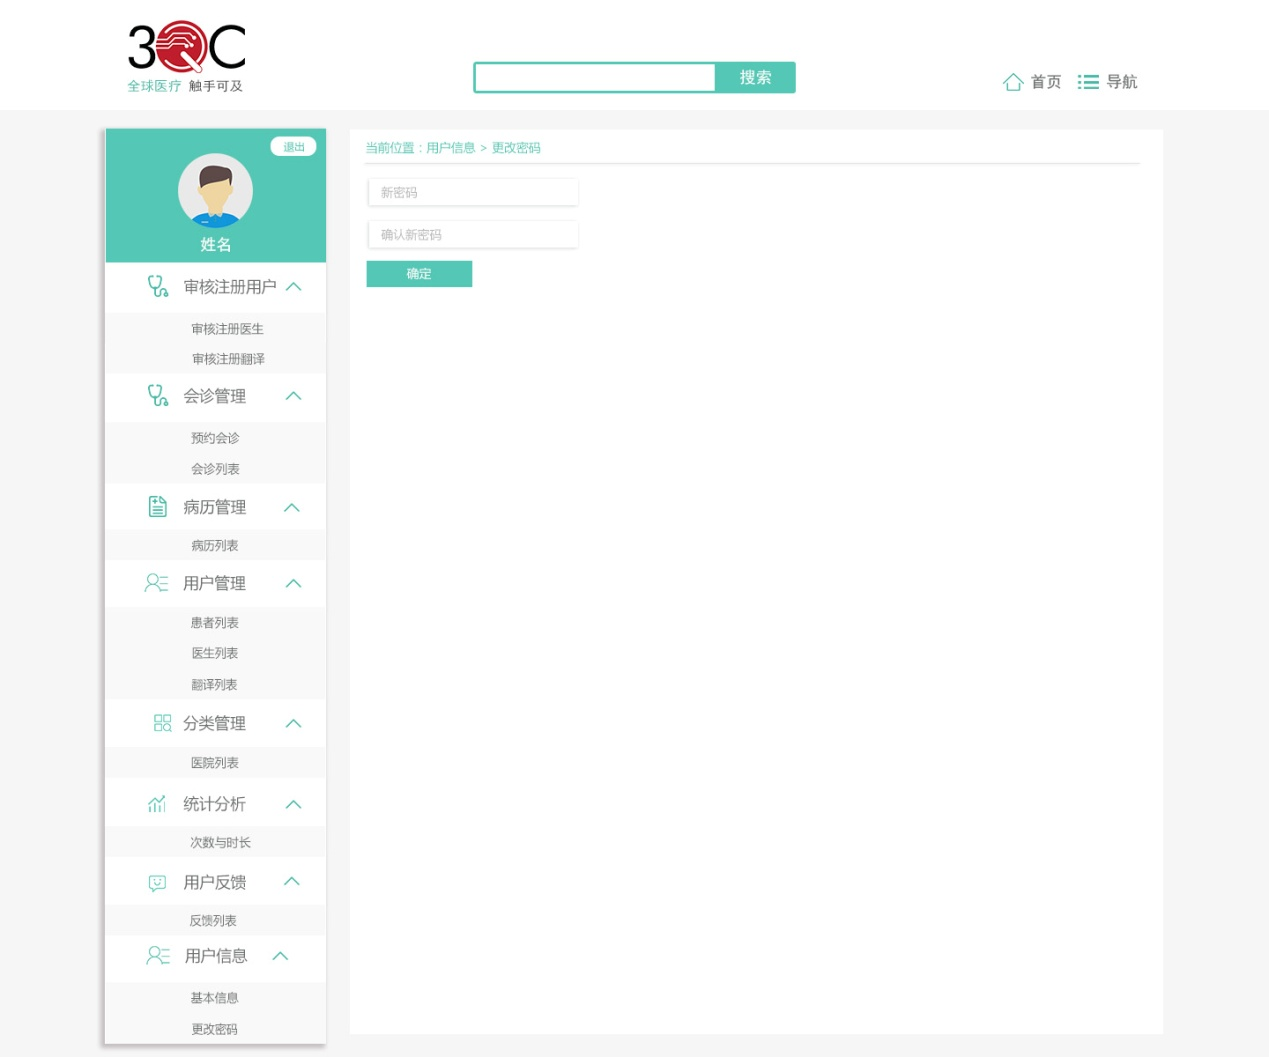 3QC
全球医疗 触手可及
搜索
首页 导航
退出
姓名
审核注册用户
审核注册医生
审核注册翻译
会诊管理
预约会诊
会诊列表
病历管理
病历列表
用户管理
患者列表
医生列表
翻译列表
分类管理
医院列表
统计分析
次数与时长
用户反馈
反馈列表
用户信息
基本信息
更改密码
当前位置：用户信息 > 更改密码
新密码
确认新密码
确定